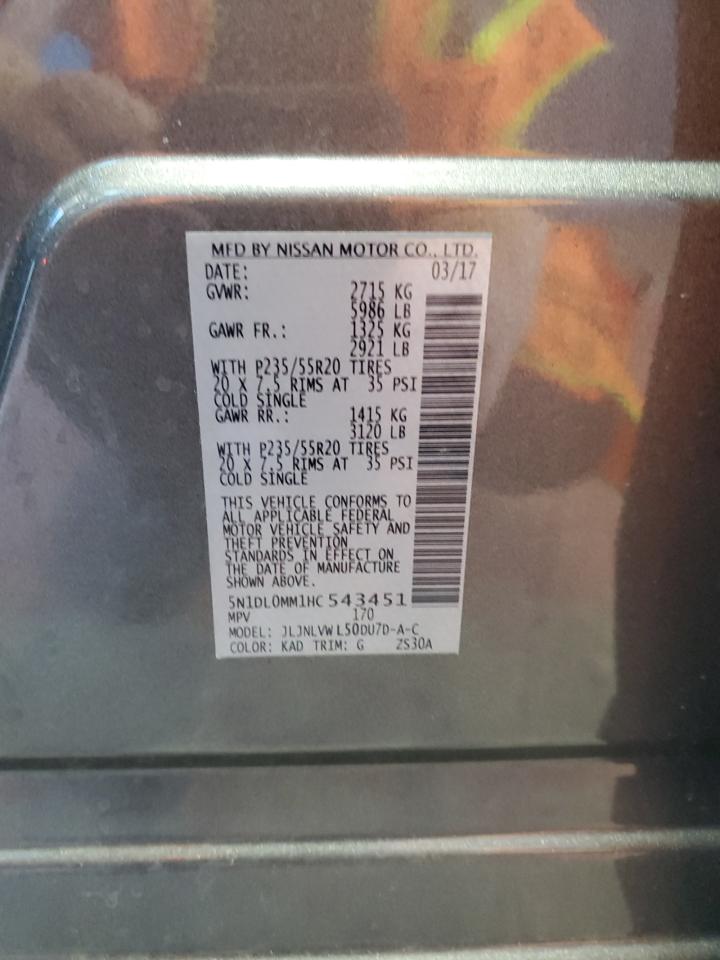 MFD BY NISSAN MOTOR CO., LTD.
DATE: 03/17
GVWR: 2715 KG
5986 LB
GAWR FR.: 1325 KG
2921 LB
WITH P235/55R20 TIRES
20 X 7.5 RIMS AT 35 PSI
COLD SINGLE
GAWR RR.: 1415 KG
3120 LB
WITH P235/55R20 TIRES
20 X 7.5 RIMS AT 35 PSI
COLD SINGLE
THIS VEHICLE CONFORMS TO
ALL APPLICABLE FEDERAL
MOTOR VEHICLE SAFETY AND
THEFT PREVENTION
STANDARDS IN EFFECT ON
THE DATE OF MANUFACTURE
SHOWN ABOVE.
5N1DL0MM1HC543451
MPV 170
MODEL: JLJNLVWL50DU7D-A-C
COLOR: KAD TRIM: G ZS30A